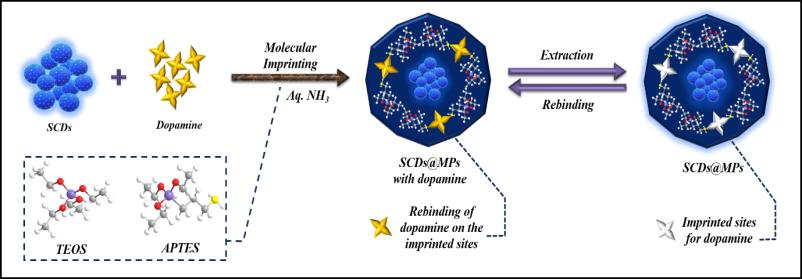 SCDs
+
Dopamine
Molecular
Imprinting
Aq. NH3
TEOS
APTES
SCDs@MPs
with dopamine
Rebinding of
dopamine on the
imprinted sites
Extraction
Rebinding
SCDs@MPs
Imprinted sites
for dopamine